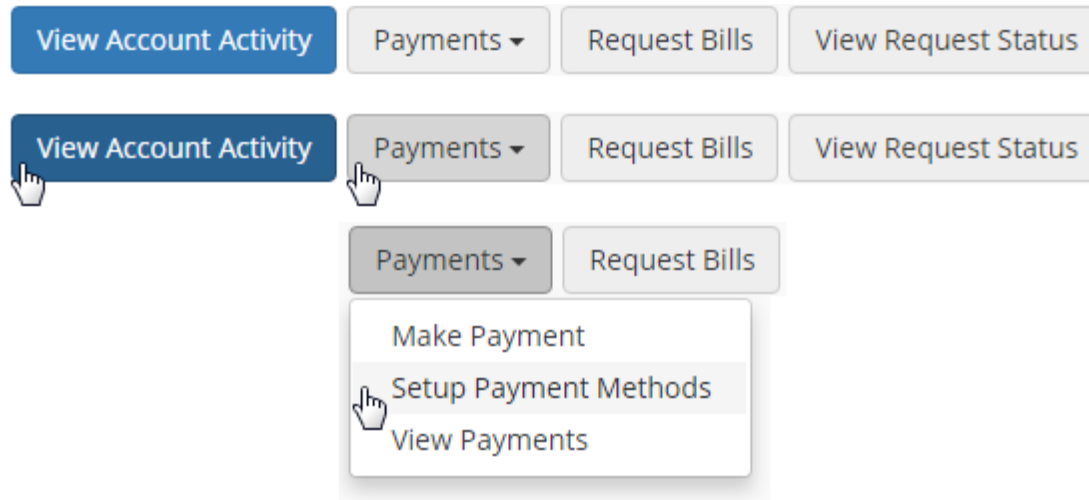 View Account Activity Payments Request Bills View Request Status
View Account Activity Payments Request Bills View Request Status
Payments Request Bills
Make Payment
Setup Payment Methods
View Payments